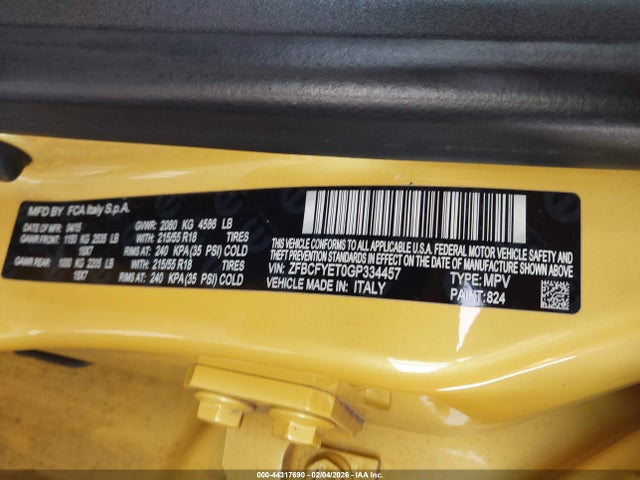 MFD BY FCA Italy S.p.A.
DATE OF MFR 04/15 GVWR: 2080 KG 4586 LB
GAWR FRONT: 1150 KG 2535 LB WITH: 215/55 R18 TIRES
18X7 RIMS AT: 240 KPA(35 PSI) COLD
GAWR REAR: 1000 KG 2205 LB WITH: 215/55 R18 TIRES
18X7 RIMS AT: 240 KPA(35 PSI) COLD
THIS VEHICLE CONFORMS TO ALL APPLICABLE U.S.A. FEDERAL MOTOR VEHICLE SAFETY,
THEFT PREVENTION STANDARDS IN EFFECT ON THE DATE OF MANUFACTURE SHOWN ABOVE
VIN: ZFBCFYET0GP334457 TYPE: MPV
VEHICLE MADE IN: ITALY PAINT: 824
000-44317690 - 02/04/2026 - IAA Inc.